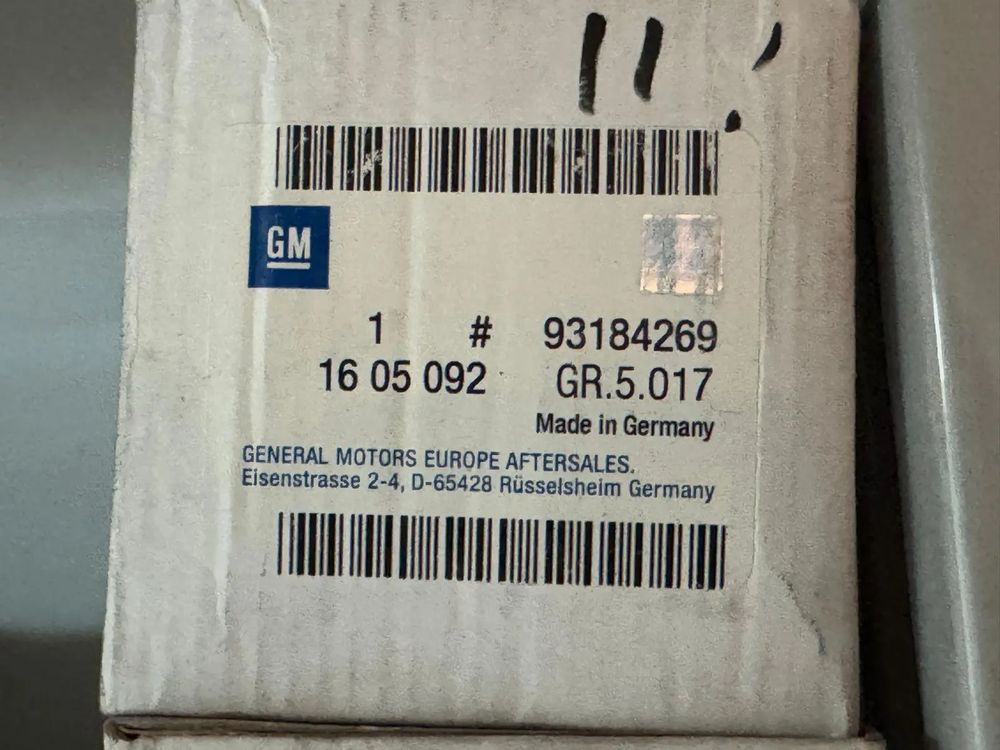 11
GM
1 # 93184269
16 05 092 GR.5.017
Made in Germany
GENERAL MOTORS EUROPE AFTERSALES.
Eisenstrasse 2-4, D-65428 Rüsselsheim Germany